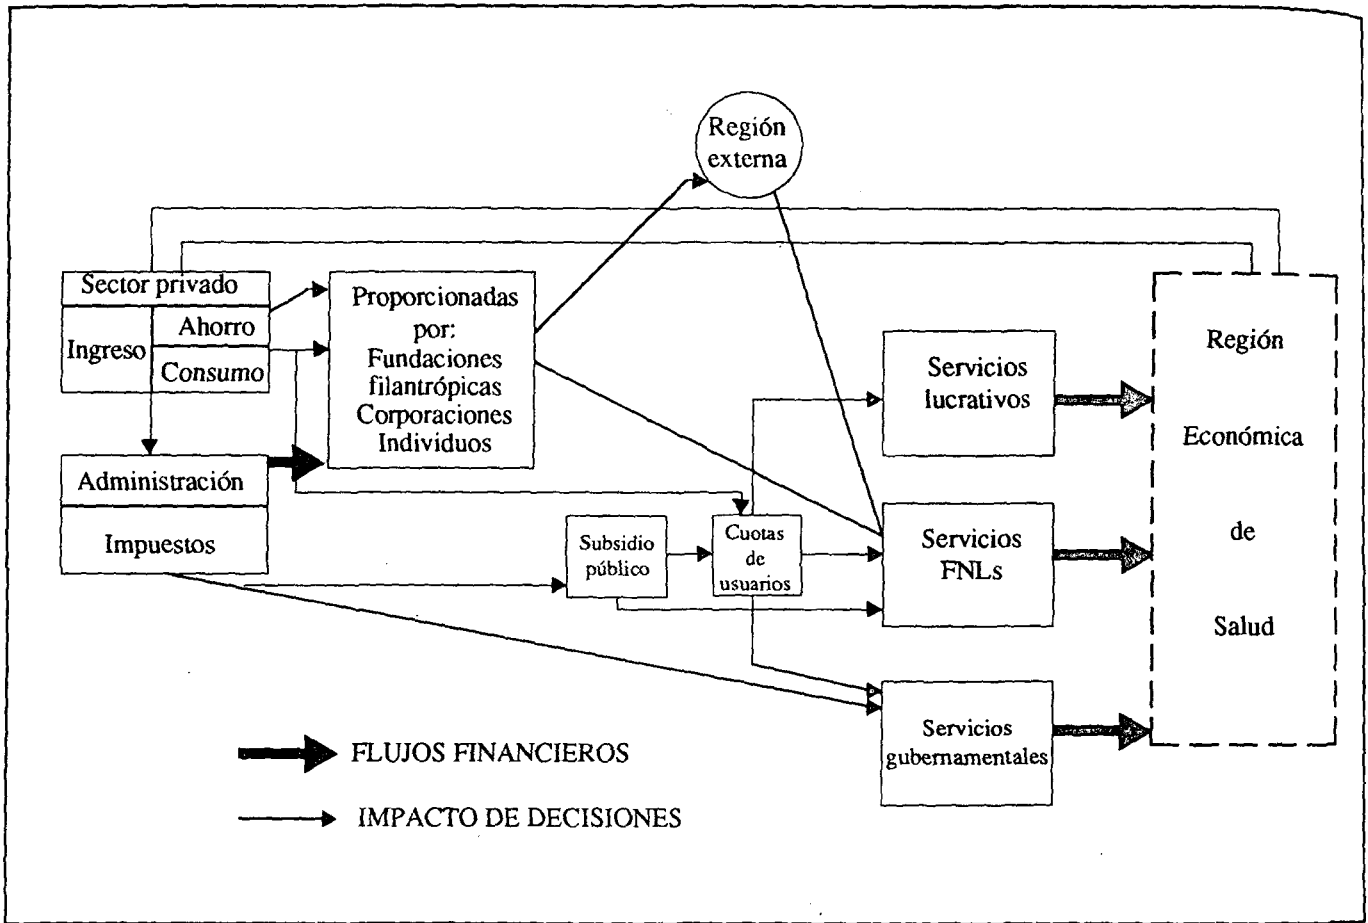 Región
externa
Sector privado
Ingreso
Ahorro
Consumo
Proporcionadas
por:
Fundaciones
filantrópicas
Corporaciones
Individuos
Administración
Impuestos
Subsidio
público
Cuotas
de
usuarios
Servicios
lucrativos
Servicios
FNLs
Servicios
gubernamentales
Región
Económica
de
Salud
FLUJOS FINANCIEROS
IMPACTO DE DECISIONES